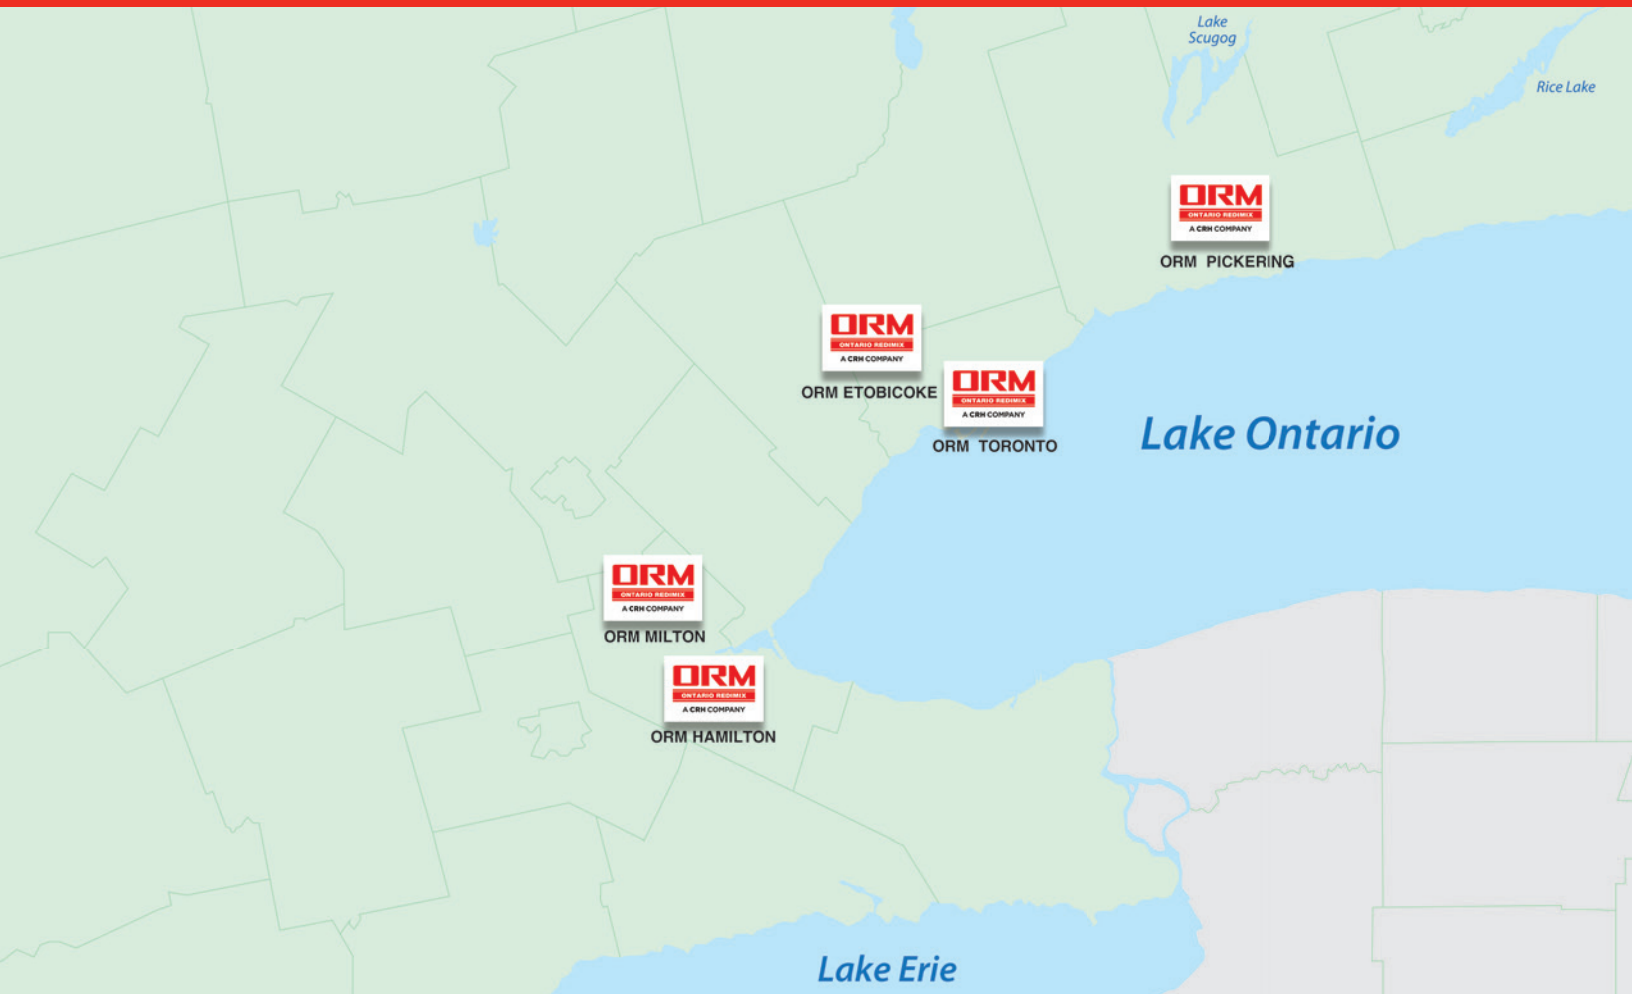 Lake
Scugog
Rice Lake
ORM
ONTARIO REDIMIX
A CRH COMPANY
ORM PICKERING
ORM
ONTARIO REDIMIX
A CRH COMPANY
ORM ETOBICOKE
ORM
ONTARIO REDIMIX
A CRH COMPANY
ORM TORONTO
Lake Ontario
ORM
ONTARIO REDIMIX
A CRH COMPANY
ORM MILTON
ORM
ONTARIO REDIMIX
A CRH COMPANY
ORM HAMILTON
Lake Erie